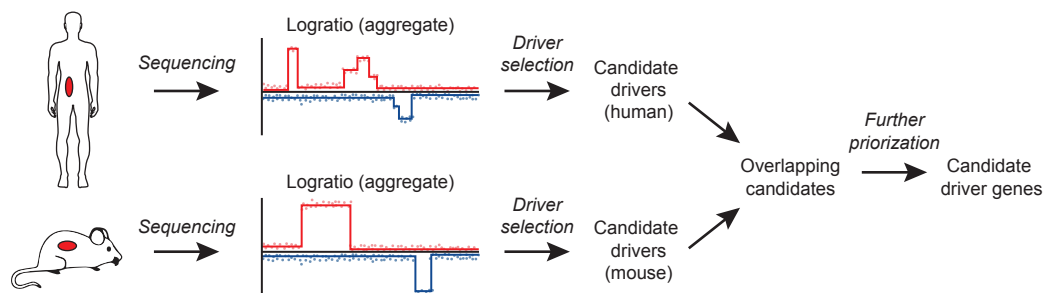 Sequencing
Logratio (aggregate)
Driver
selection
Candidate
drivers
(human)
Sequencing
Logratio (aggregate)
Driver
selection
Candidate
drivers
(mouse)
Overlapping
candidates
Further
priorization
Candidate
driver genes